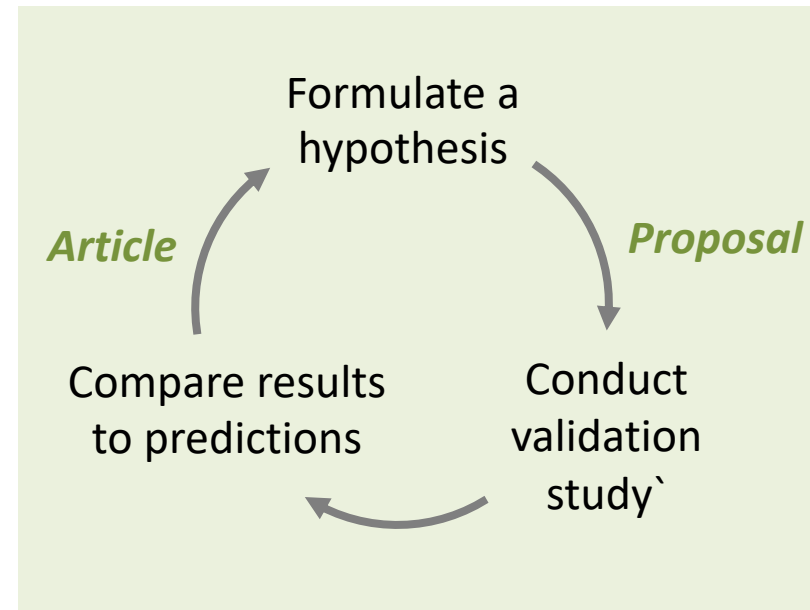 Formulate a
hypothesis
Article
Proposal
Compare results
to predictions
Conduct
validation
study`